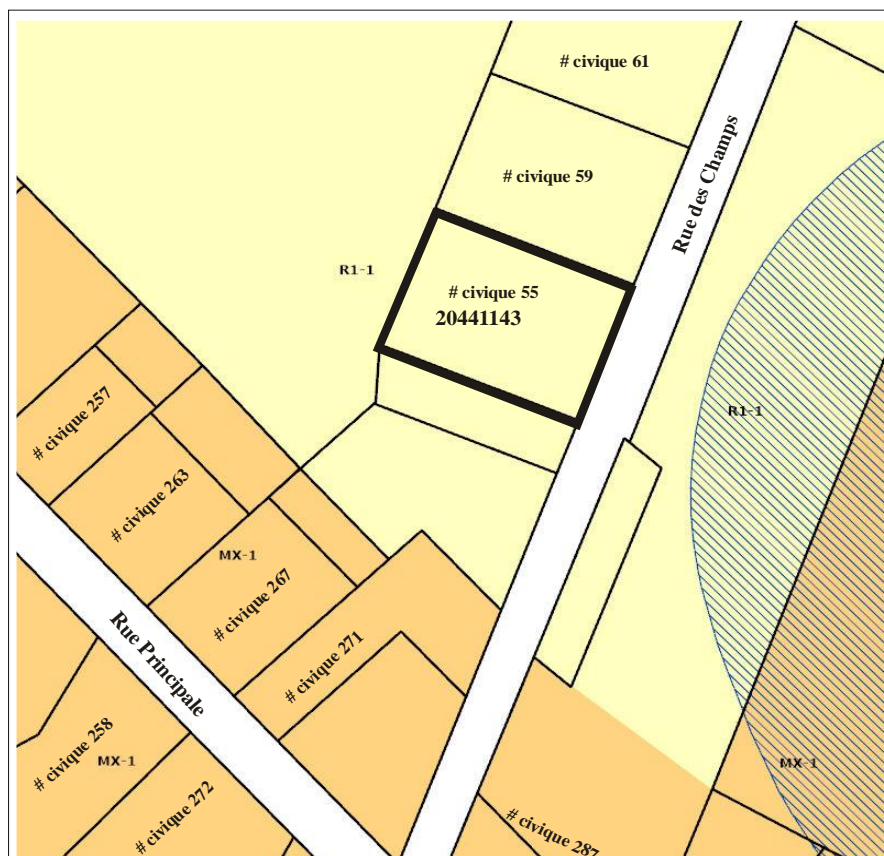 # civique 61
Rue des Champs
# civique 59
R1-1
# civique 55
20441143
# civique 257
R1-1
# civique 263
MX-1
# civique 267
# civique 271
Rue Principale
# civique 258
MX-1
MX-1
# civique 272
# civique 287